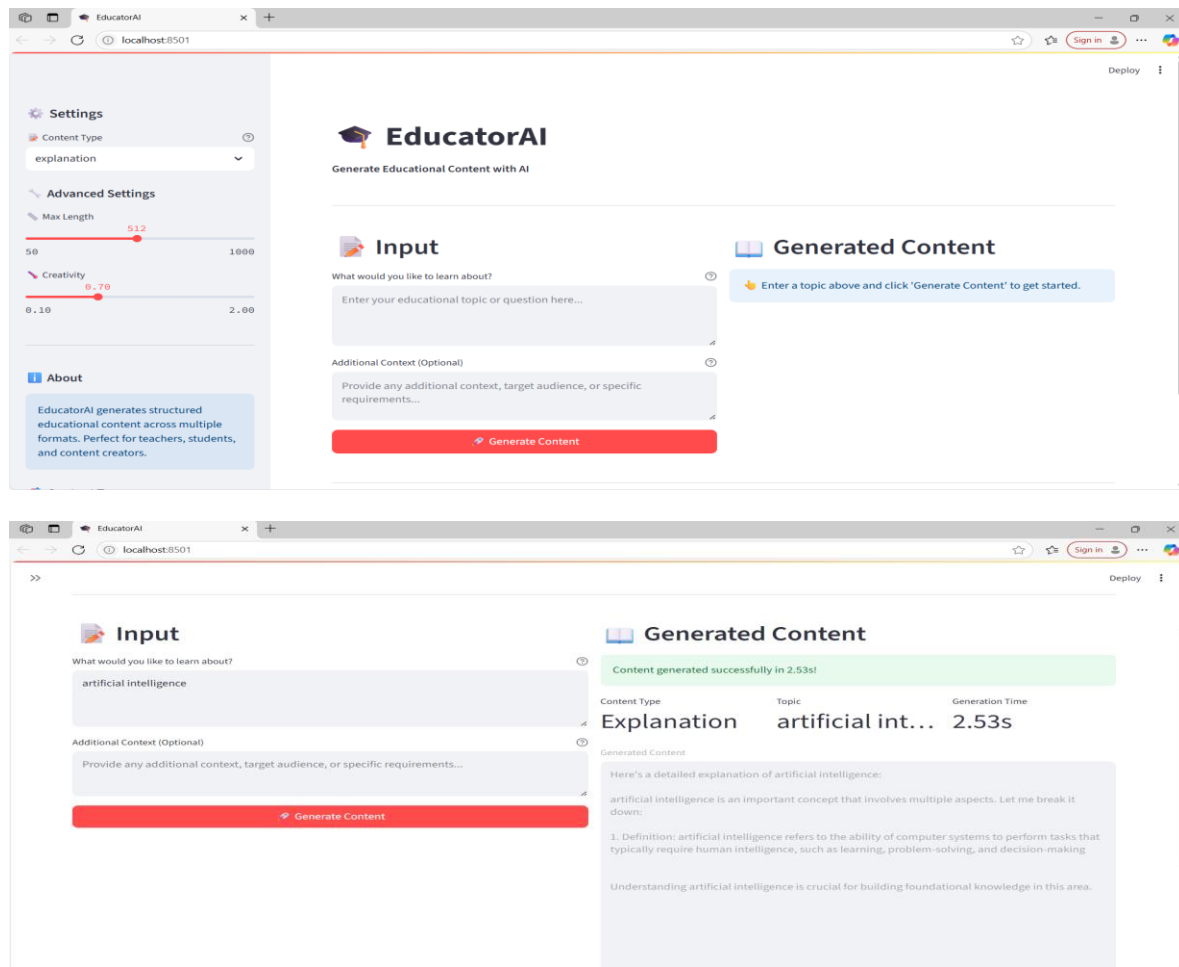 EducatorAI
localhost:8501
Sign in
Deploy
Settings
Content Type
explanation
Advanced Settings
Max Length
512
50 1000
Creativity
0.70
0.10 2.00
About
EducatorAI generates structured
educational content across multiple
formats. Perfect for teachers, students,
and content creators.
EducatorAI
Generate Educational Content with AI
Input
What would you like to learn about?
Enter your educational topic or question here...
Additional Context (Optional)
Provide any additional context, target audience, or specific
requirements...
Generate Content
Generated Content
Enter a topic above and click 'Generate Content' to get started.
EducatorAI
localhost:8501
Sign in
Deploy
Input
What would you like to learn about?
artificial intelligence
Additional Context (Optional)
Provide any additional context, target audience, or specific requirements...
Generate Content
Generated Content
Content generated successfully in 2.53s!
Content Type Topic Generation Time
Explanation artificial int... 2.53s
Generated Content
Here's a detailed explanation of artificial intelligence:
artificial intelligence is an important concept that involves multiple aspects. Let me break it
down:
1. Definition: artificial intelligence refers to the ability of computer systems to perform tasks that
typically require human intelligence, such as learning, problem-solving, and decision-making
Understanding artificial intelligence is crucial for building foundational knowledge in this area.